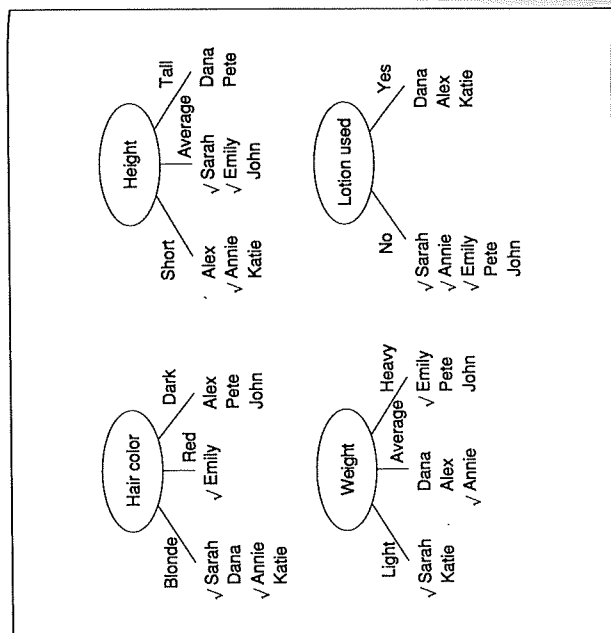 Hair color
Blonde
Red
Dark
√ Sarah
Dana
√ Annie
Katie
√ Emily
Alex
Pete
John
Height
Short
Average
Tall
Alex
√ Annie
Katie
√ Sarah
√ Emily
John
Dana
Pete
Weight
Light
Average
Heavy
√ Sarah
Katie
Dana
Alex
√ Annie
√ Emily
Pete
John
Lotion used
No
Yes
√ Sarah
√ Annie
√ Emily
Pete
John
Dana
Alex
Katie